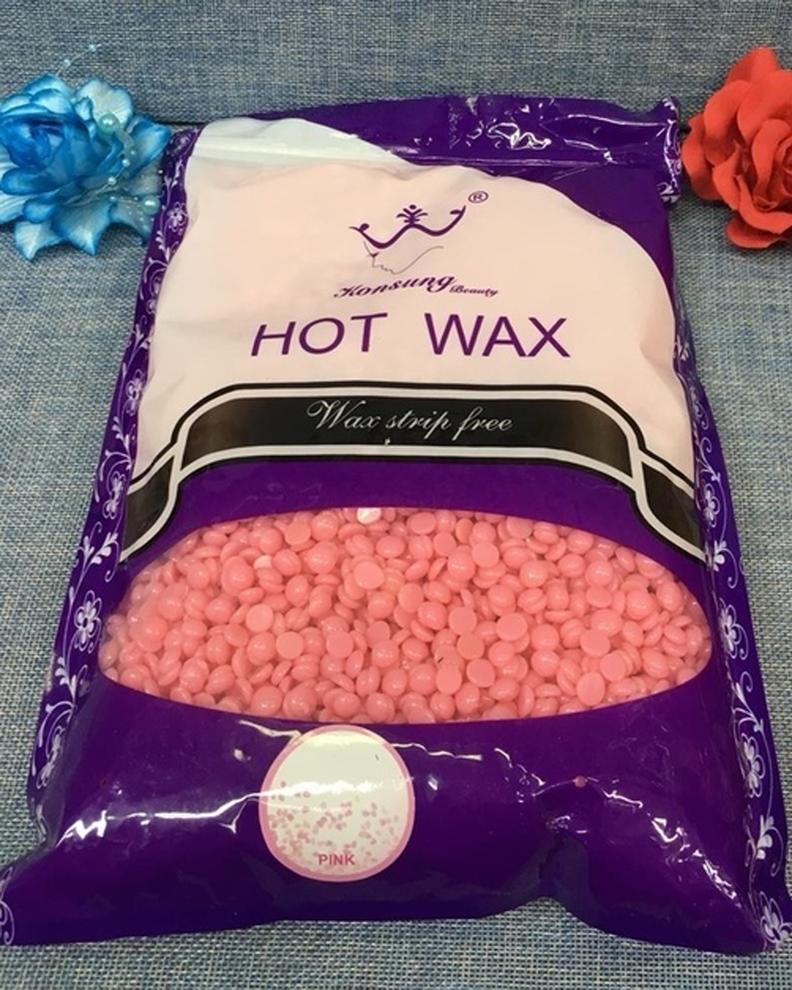 ®
Konsung Beauty
HOT WAX
Wax strip free
PINK